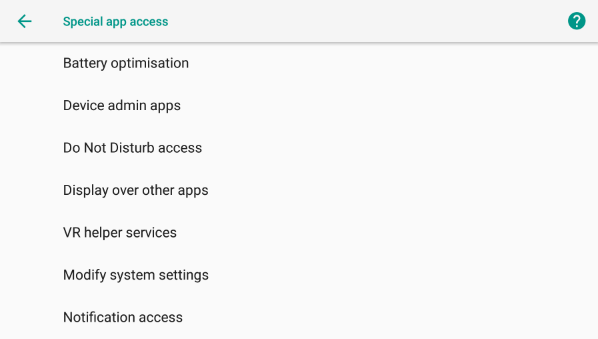 Special app access
Battery optimisation
Device admin apps
Do Not Disturb access
Display over other apps
VR helper services
Modify system settings
Notification access